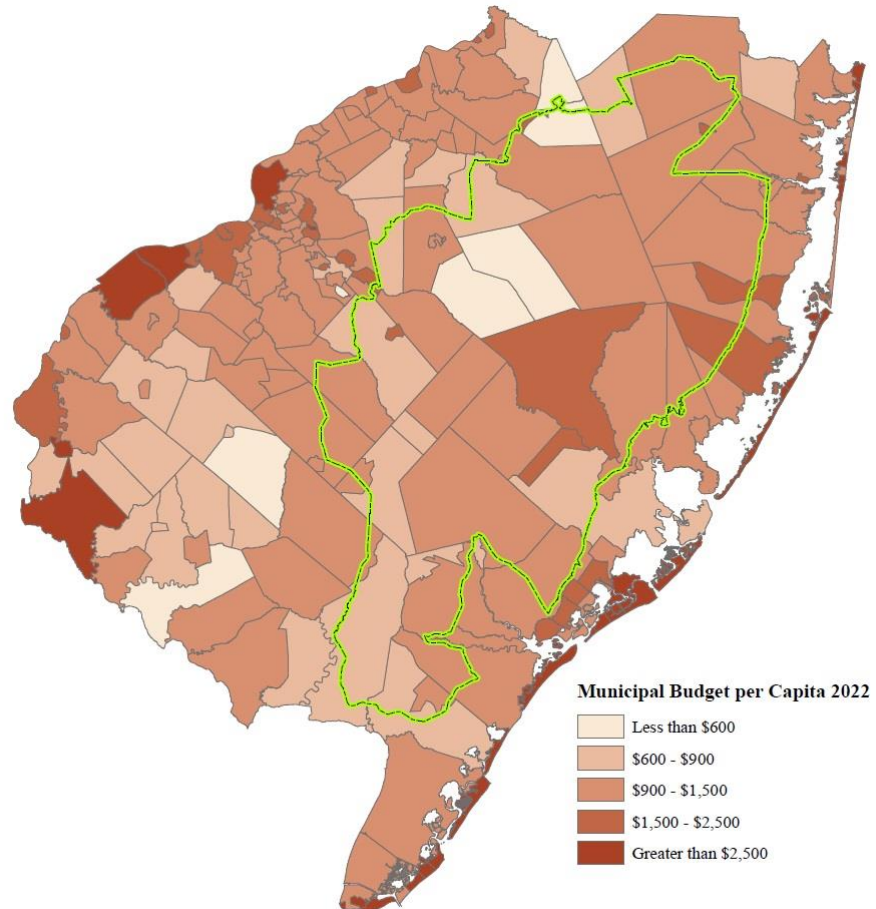 Municipal Budget per Capita 2022
Less than $600
$600 - $900
$900 - $1,500
$1,500 - $2,500
Greater than $2,500